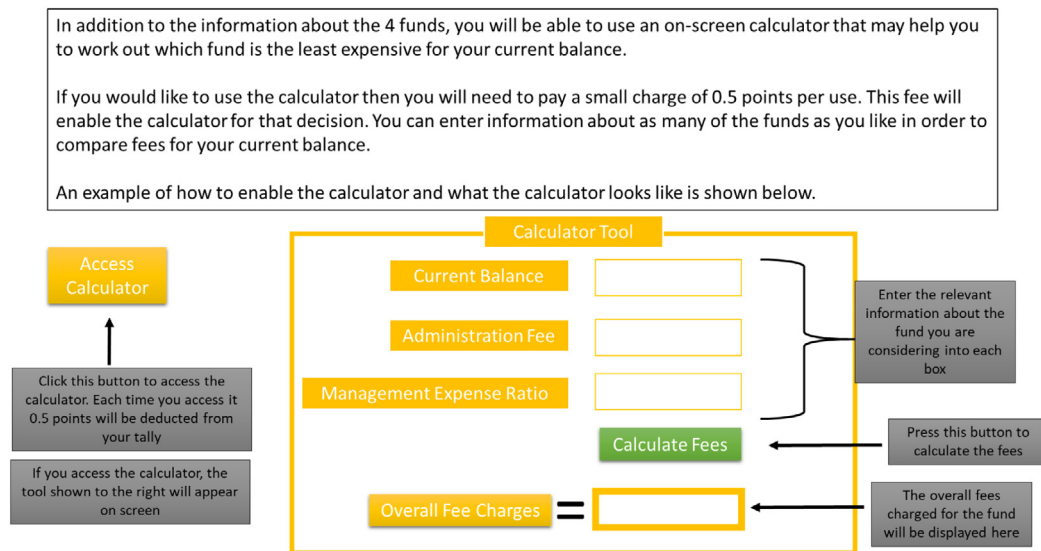 In addition to the information about the 4 funds, you will be able to use an on-screen calculator that may help you
to work out which fund is the least expensive for your current balance.
If you would like to use the calculator then you will need to pay a small charge of 0.5 points per use. This fee will
enable the calculator for that decision. You can enter information about as many of the funds as you like in order to
compare fees for your current balance.
An example of how to enable the calculator and what the calculator looks like is shown below.
Access
Calculator
Click this button to access the
calculator. Each time you access it
0.5 points will be deducted from
your tally
If you access the calculator, the
tool shown to the right will appear
on screen
Calculator Tool
Current Balance
Administration Fee
Management Expense Ratio
Calculate Fees
Overall Fee Charges =
Enter the relevant
information about the
fund you are
considering into each
box
Press this button to
calculate the fees
The overall fees
charged for the fund
will be displayed here